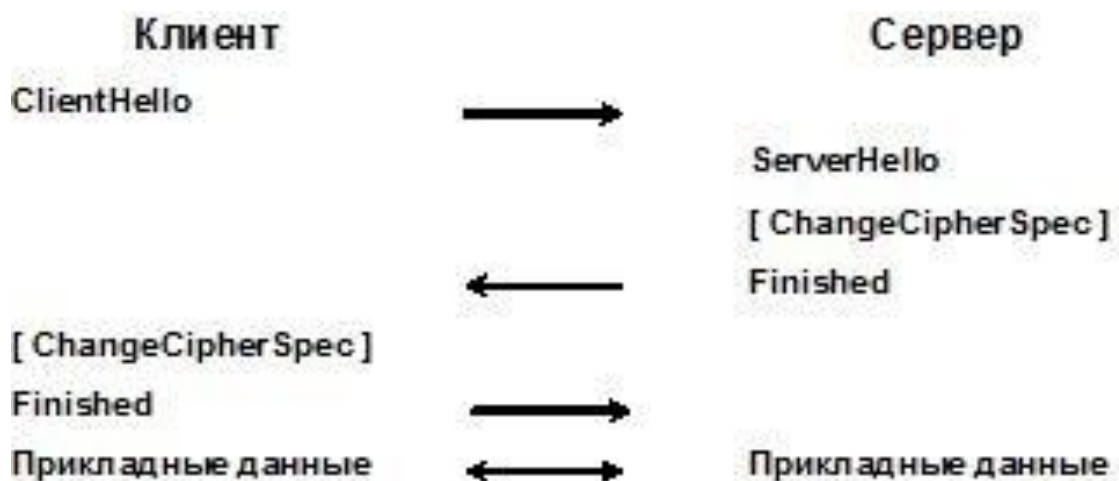 Клиент Сервер
ClientHello
ServerHello
[ ChangeCipherSpec ]
Finished
[ ChangeCipherSpec ]
Finished
Прикладные данные Прикладные данные